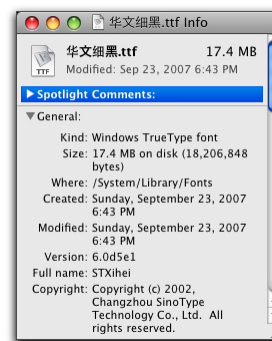 华文细黑.ttf Info
TTF
华文细黑.ttf 17.4 MB
Modified: Sep 23, 2007 6:43 PM
Spotlight Comments:
General:
Kind: Windows TrueType font
Size: 17.4 MB on disk (18,206,848
bytes)
Where: /System/Library/Fonts
Created: Sunday, September 23, 2007
6:43 PM
Modified: Sunday, September 23, 2007
6:43 PM
Version: 6.0d5e1
Full name: STXihei
Copyright: Copyright (c) 2002,
Changzhou SinoType
Technology Co., Ltd. All
rights reserved.